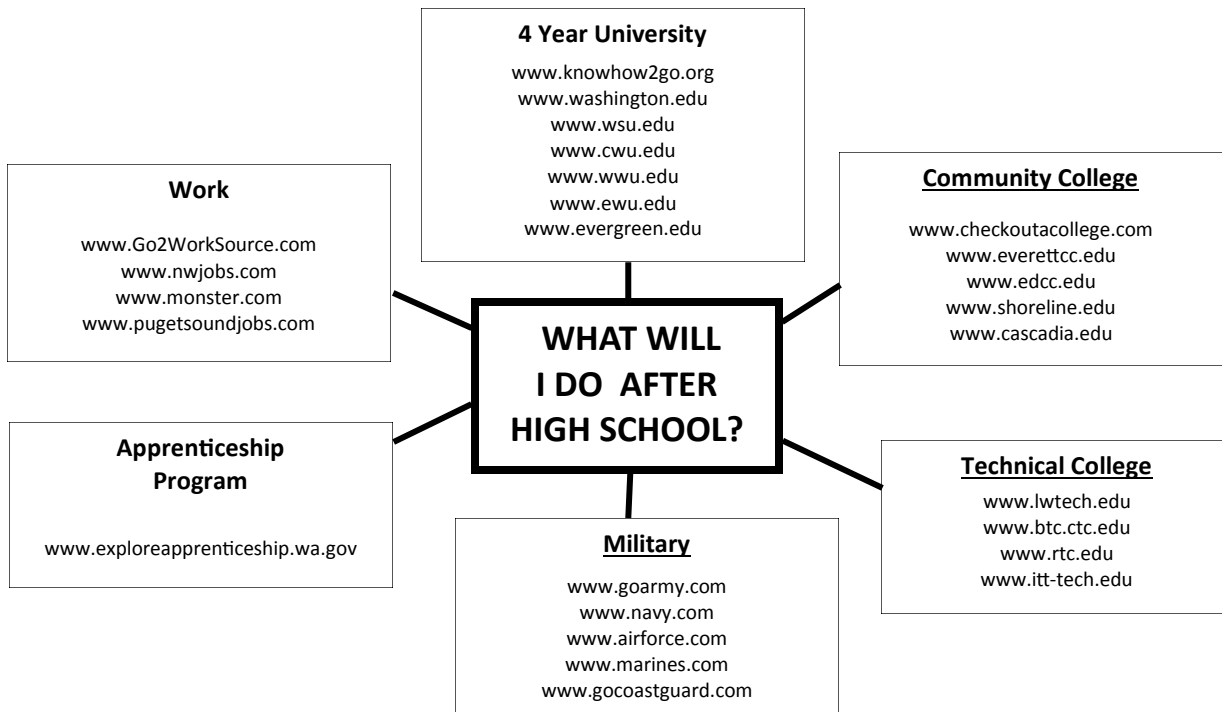 4 Year University
www.knowhow2go.org
www.washington.edu
www.wsu.edu
www.cwu.edu
www.wwu.edu
www.ewu.edu
www.evergreen.edu
Work
www.Go2WorkSource.com
www.nwjobs.com
www.monster.com
www.pugetsoundjobs.com
Community College
www.checkoutacollege.com
www.everettcc.edu
www.edcc.edu
www.shoreline.edu
www.cascadia.edu
WHAT WILL
I DO AFTER
HIGH SCHOOL?
Apprenticeship
Program
www.exploreapprenticeship.wa.gov
Technical College
www.lwtech.edu
www.btc.ctc.edu
www.rtc.edu
www.itt-tech.edu
Military
www.goarmy.com
www.navy.com
www.airforce.com
www.marines.com
www.gocoastguard.com